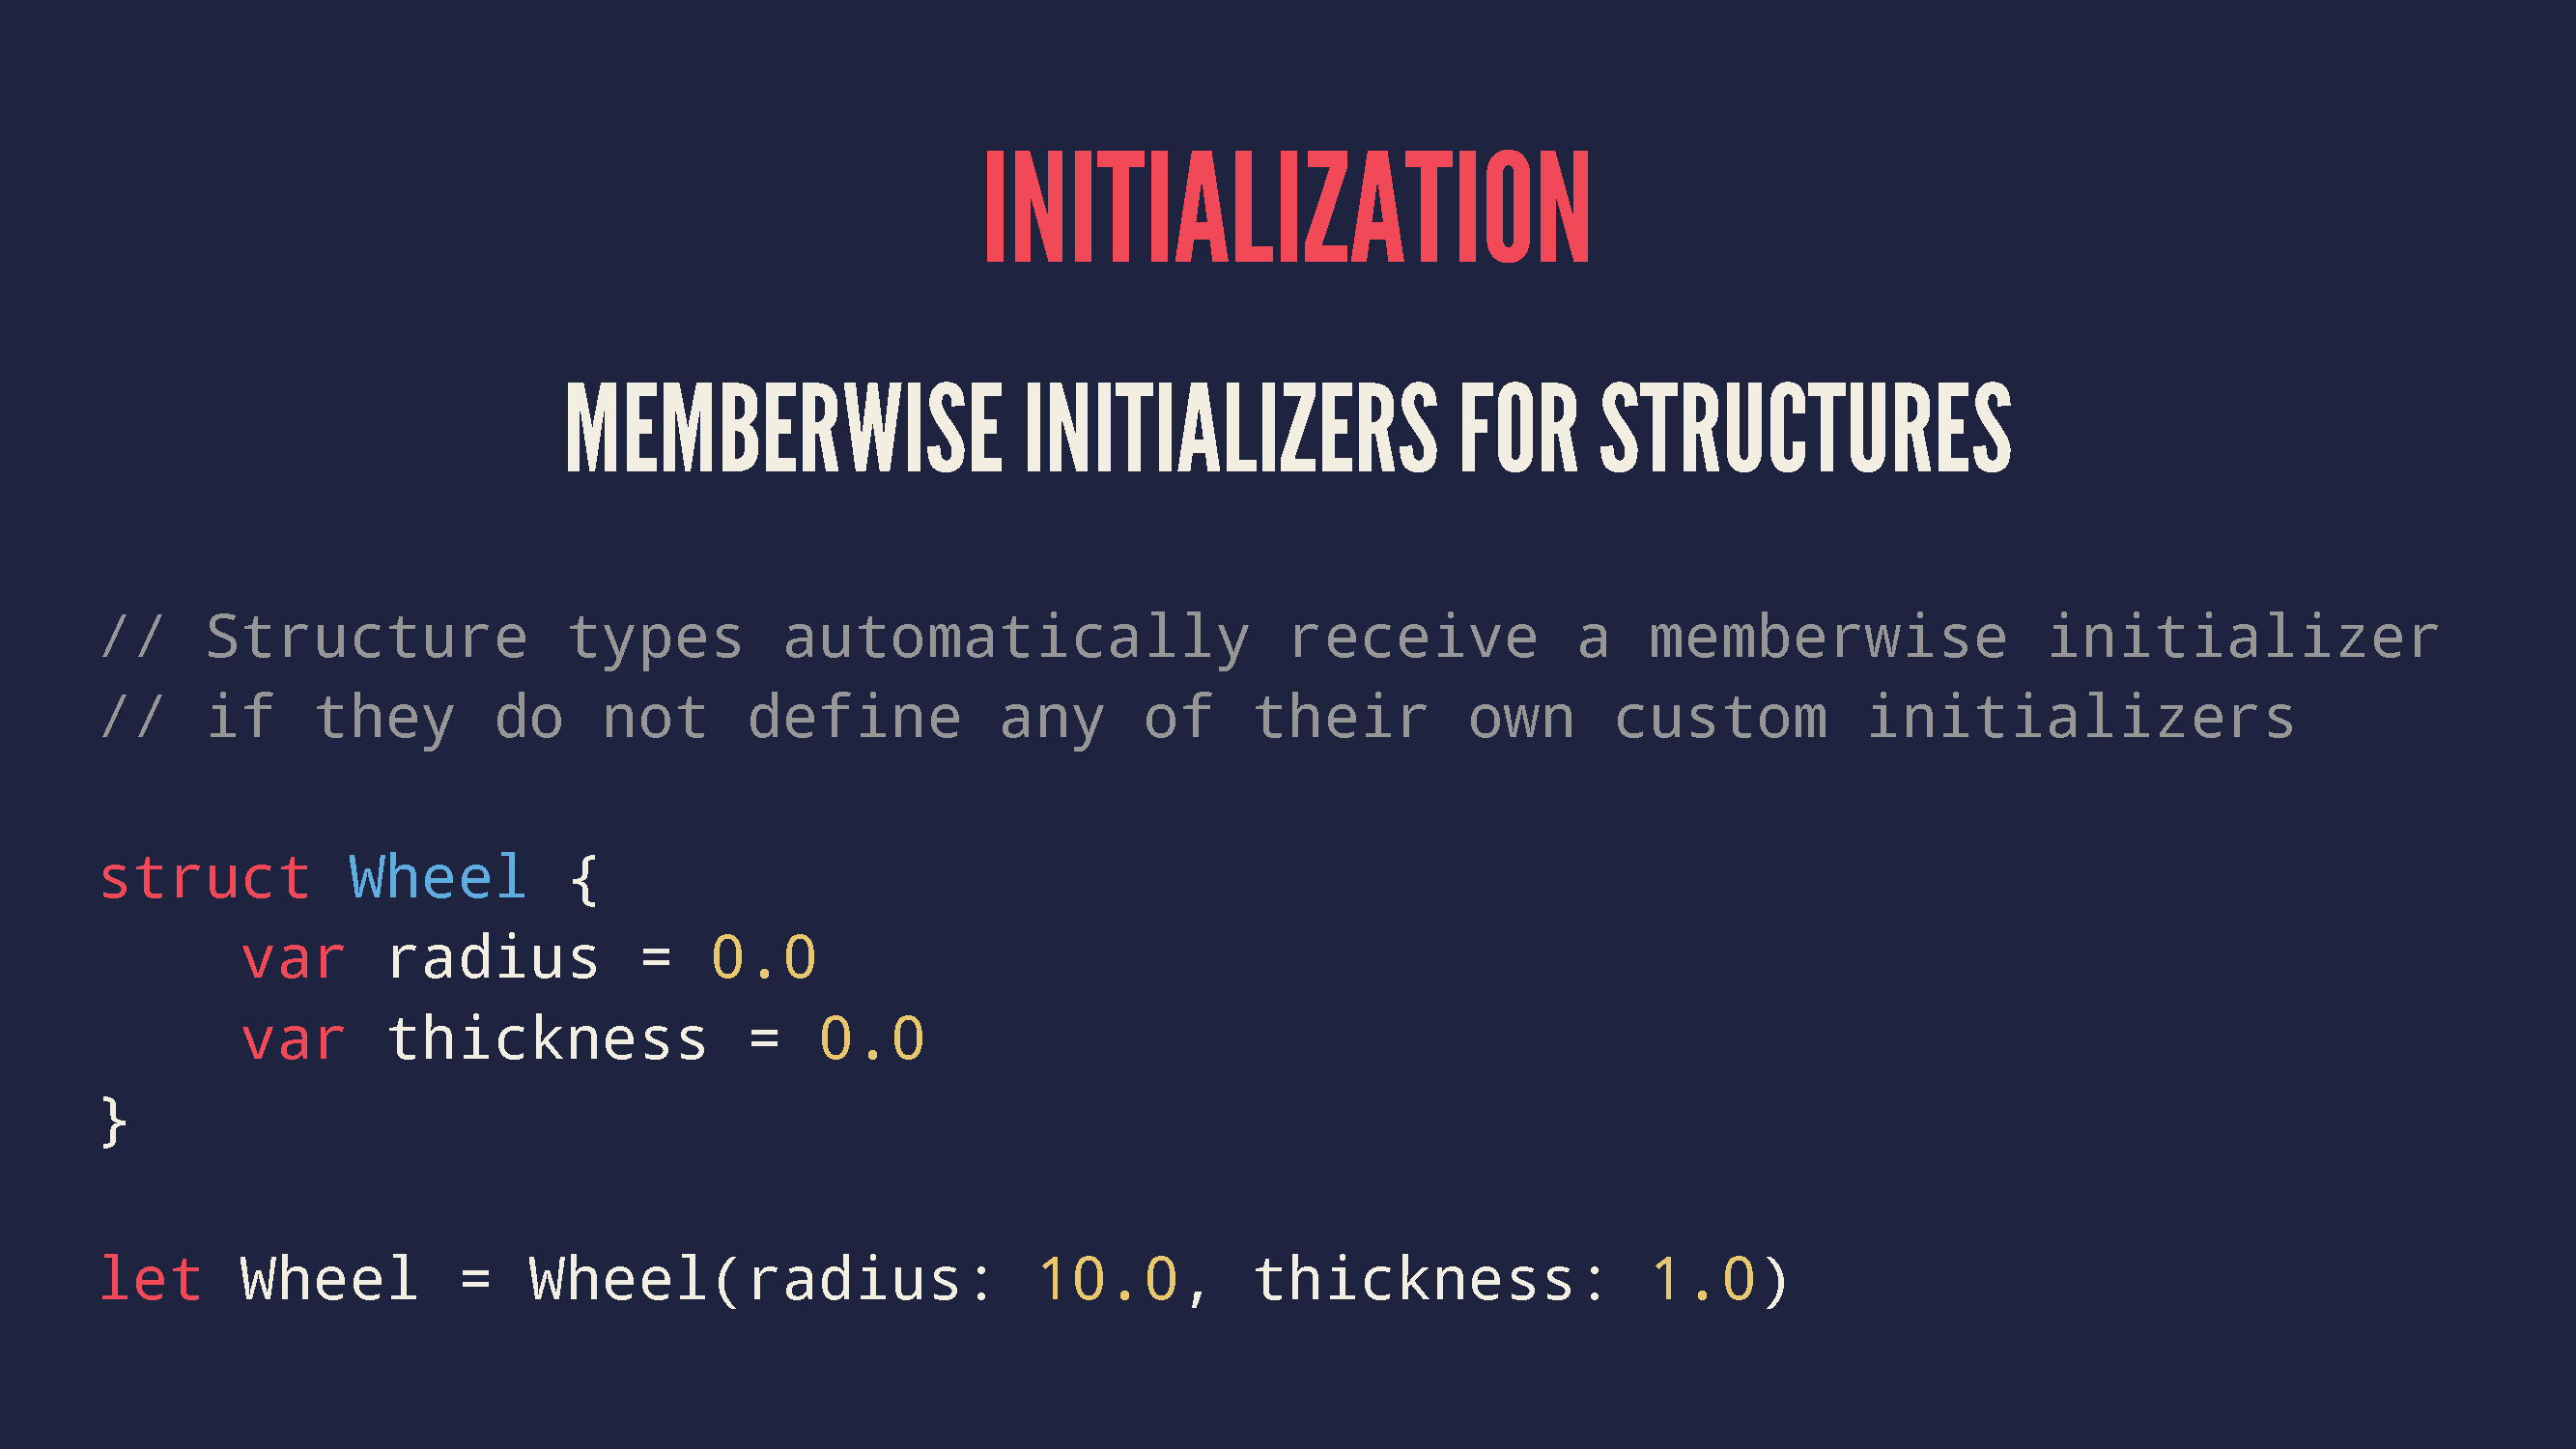 INITIALIZATION
MEMBERWISE INITIALIZERS FOR STRUCTURES
// Structure types automatically receive a memberwise initializer
// if they do not define any of their own custom initializers
struct Wheel {
    var radius = 0.0
    var thickness = 0.0
}
let Wheel = Wheel(radius: 10.0, thickness: 1.0)